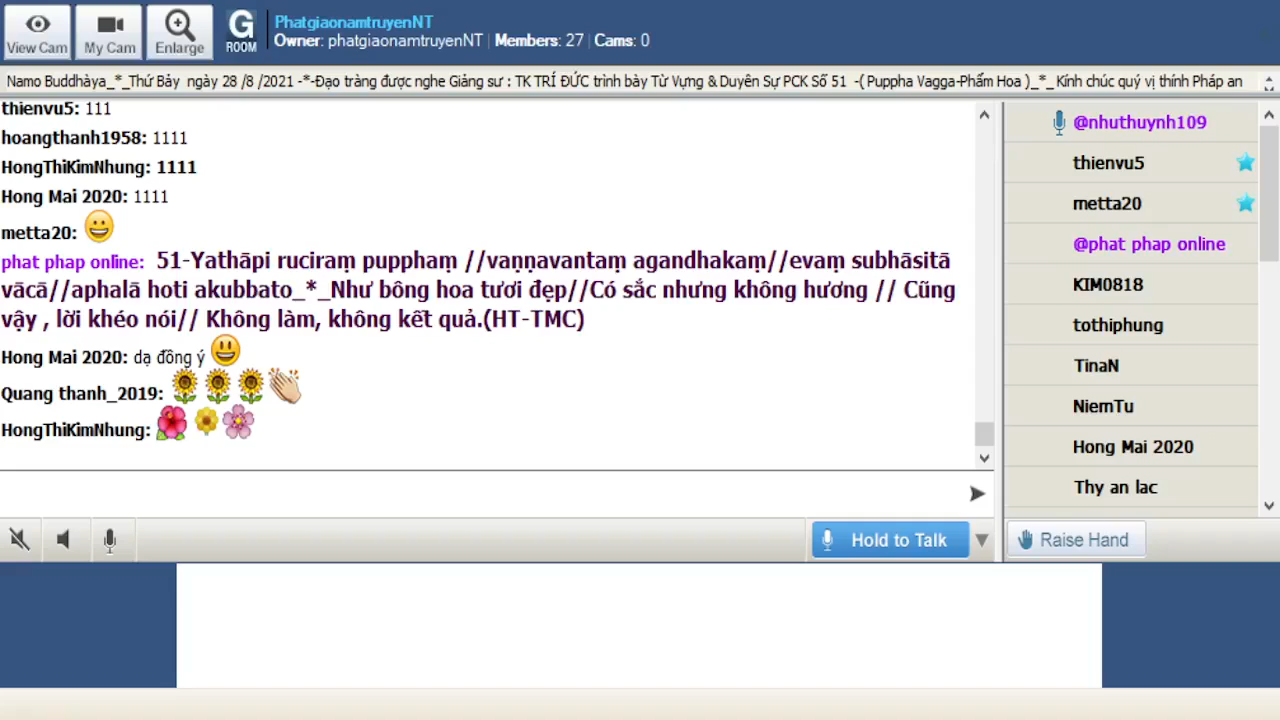 View Cam
My Cam
Enlarge
G
ROOM
PhatgiaonamtruyenNT
Owner: phatgiaonamtruyenNT | Members: 27 | Cams: 0
Namo Buddhàya_*_Thứ Bảy ngày 28 /8 /2021 -*-Đạo tràng được nghe Giảng sư : TK TRÍ ĐỨC trình bày Từ Vựng & Duyên Sự PCK Số 51 -( Puppha Vagga-Phẩm Hoa )_*_Kính chúc quý vị thính Pháp an
thienvu5: 111
hoangthanh1958: 1111
HongThiKimNhung: 1111
Hong Mai 2020: 1111
metta20:
phat phap online: 51-Yathāpi ruciraṃ pupphaṃ //vaṇṇavantaṃ agandhakaṃ//evaṃ subhāsitā
vācā//aphalā hoti akubbato_*_Như bông hoa tươi đẹp//Có sắc nhưng không hương // Cũng
vậy , lời khéo nói// Không làm, không kết quả.(HT-TMC)
Hong Mai 2020: dạ đồng ý
Quang thanh_2019:
HongThiKimNhung:
@nhuthuynh109
thienvu5
metta20
@phat phap online
KIM0818
tothiphung
TinaN
NiemTu
Hong Mai 2020
Thy an lac
Hold to Talk
Raise Hand